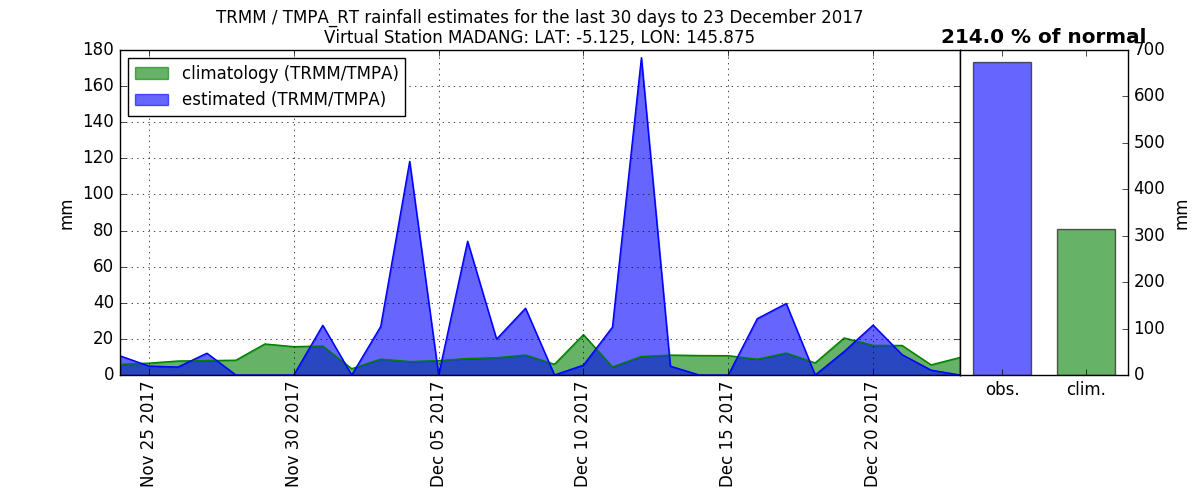 TRMM / TMPA_RT rainfall estimates for the last 30 days to 23 December 2017
Virtual Station MADANG: LAT: -5.125, LON: 145.875
214.0 % of normal
climatology (TRMM/TMPA)
estimated (TRMM/TMPA)
mm
180
160
140
120
100
80
60
40
20
0
Nov 25 2017
Nov 30 2017
Dec 05 2017
Dec 10 2017
Dec 15 2017
Dec 20 2017
obs.
clim.
700
600
500
400
300
200
100
0
mm